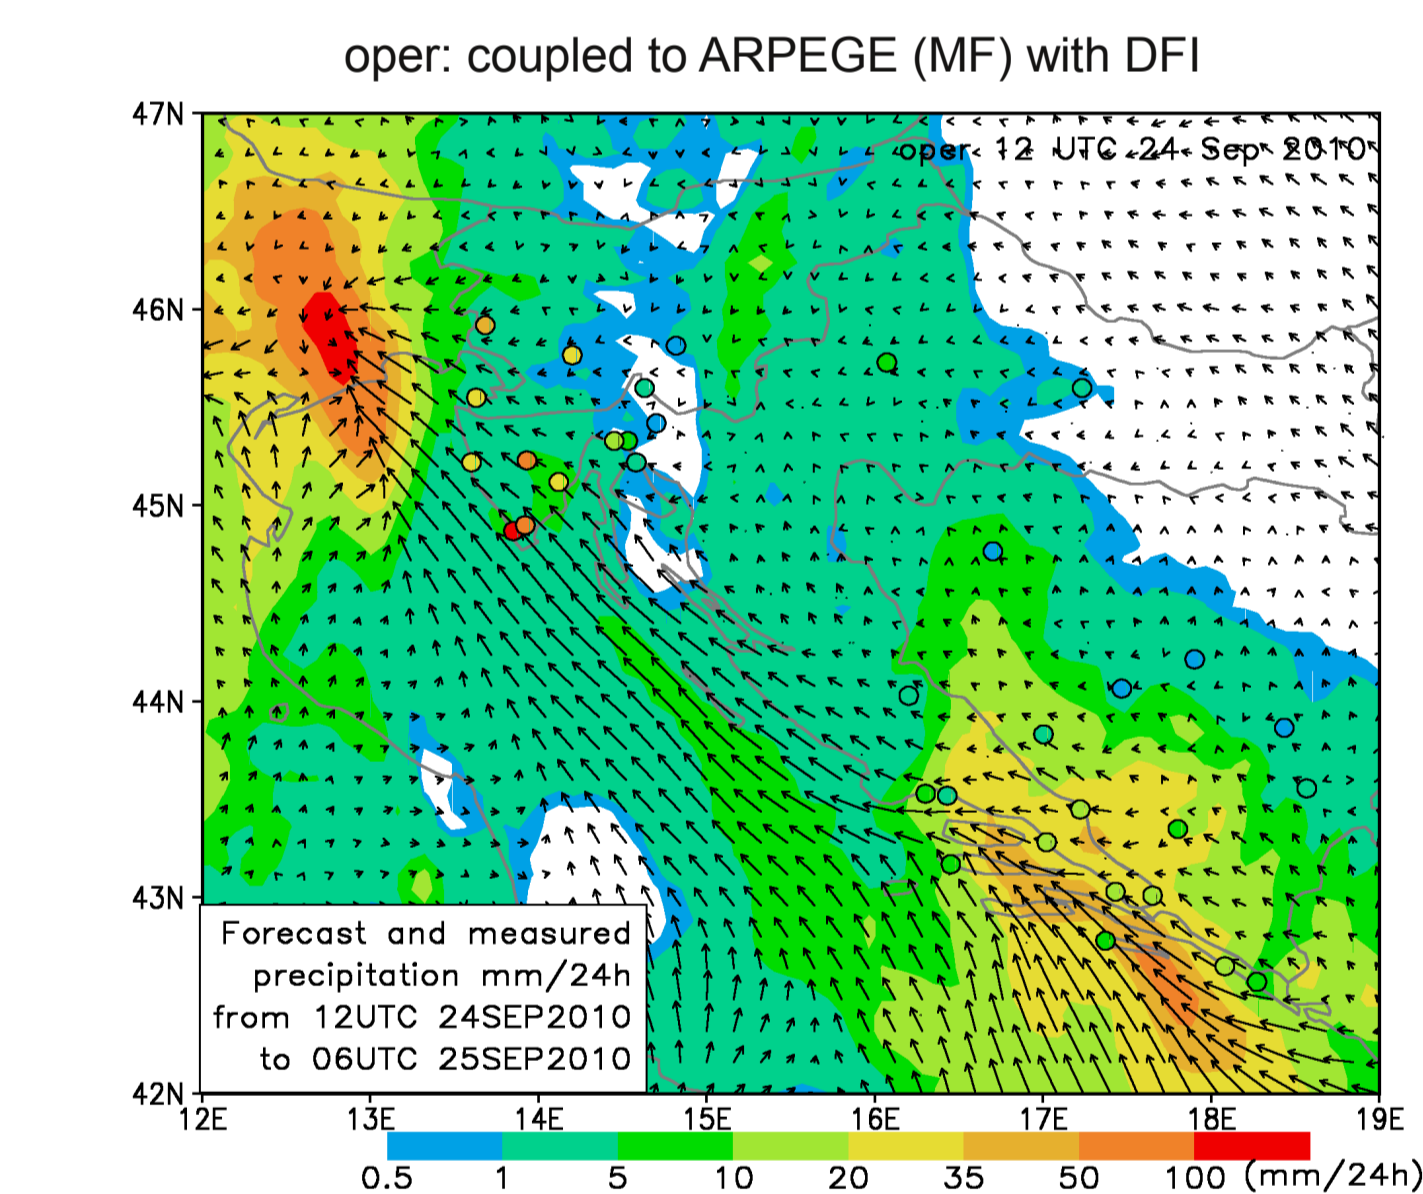 oper: coupled to ARPEGE (MF) with DFI
47N
oper 12 UTC 24 Sep 2010
46N
45N
44N
43N
Forecast and measured
precipitation mm/24h
from 12UTC 24SEP2010
to 06UTC 25SEP2010
42N
12E 13E 14E 15E 16E 17E 18E 19E
0.5 1 5 10 20 35 50 100 (mm/24h)